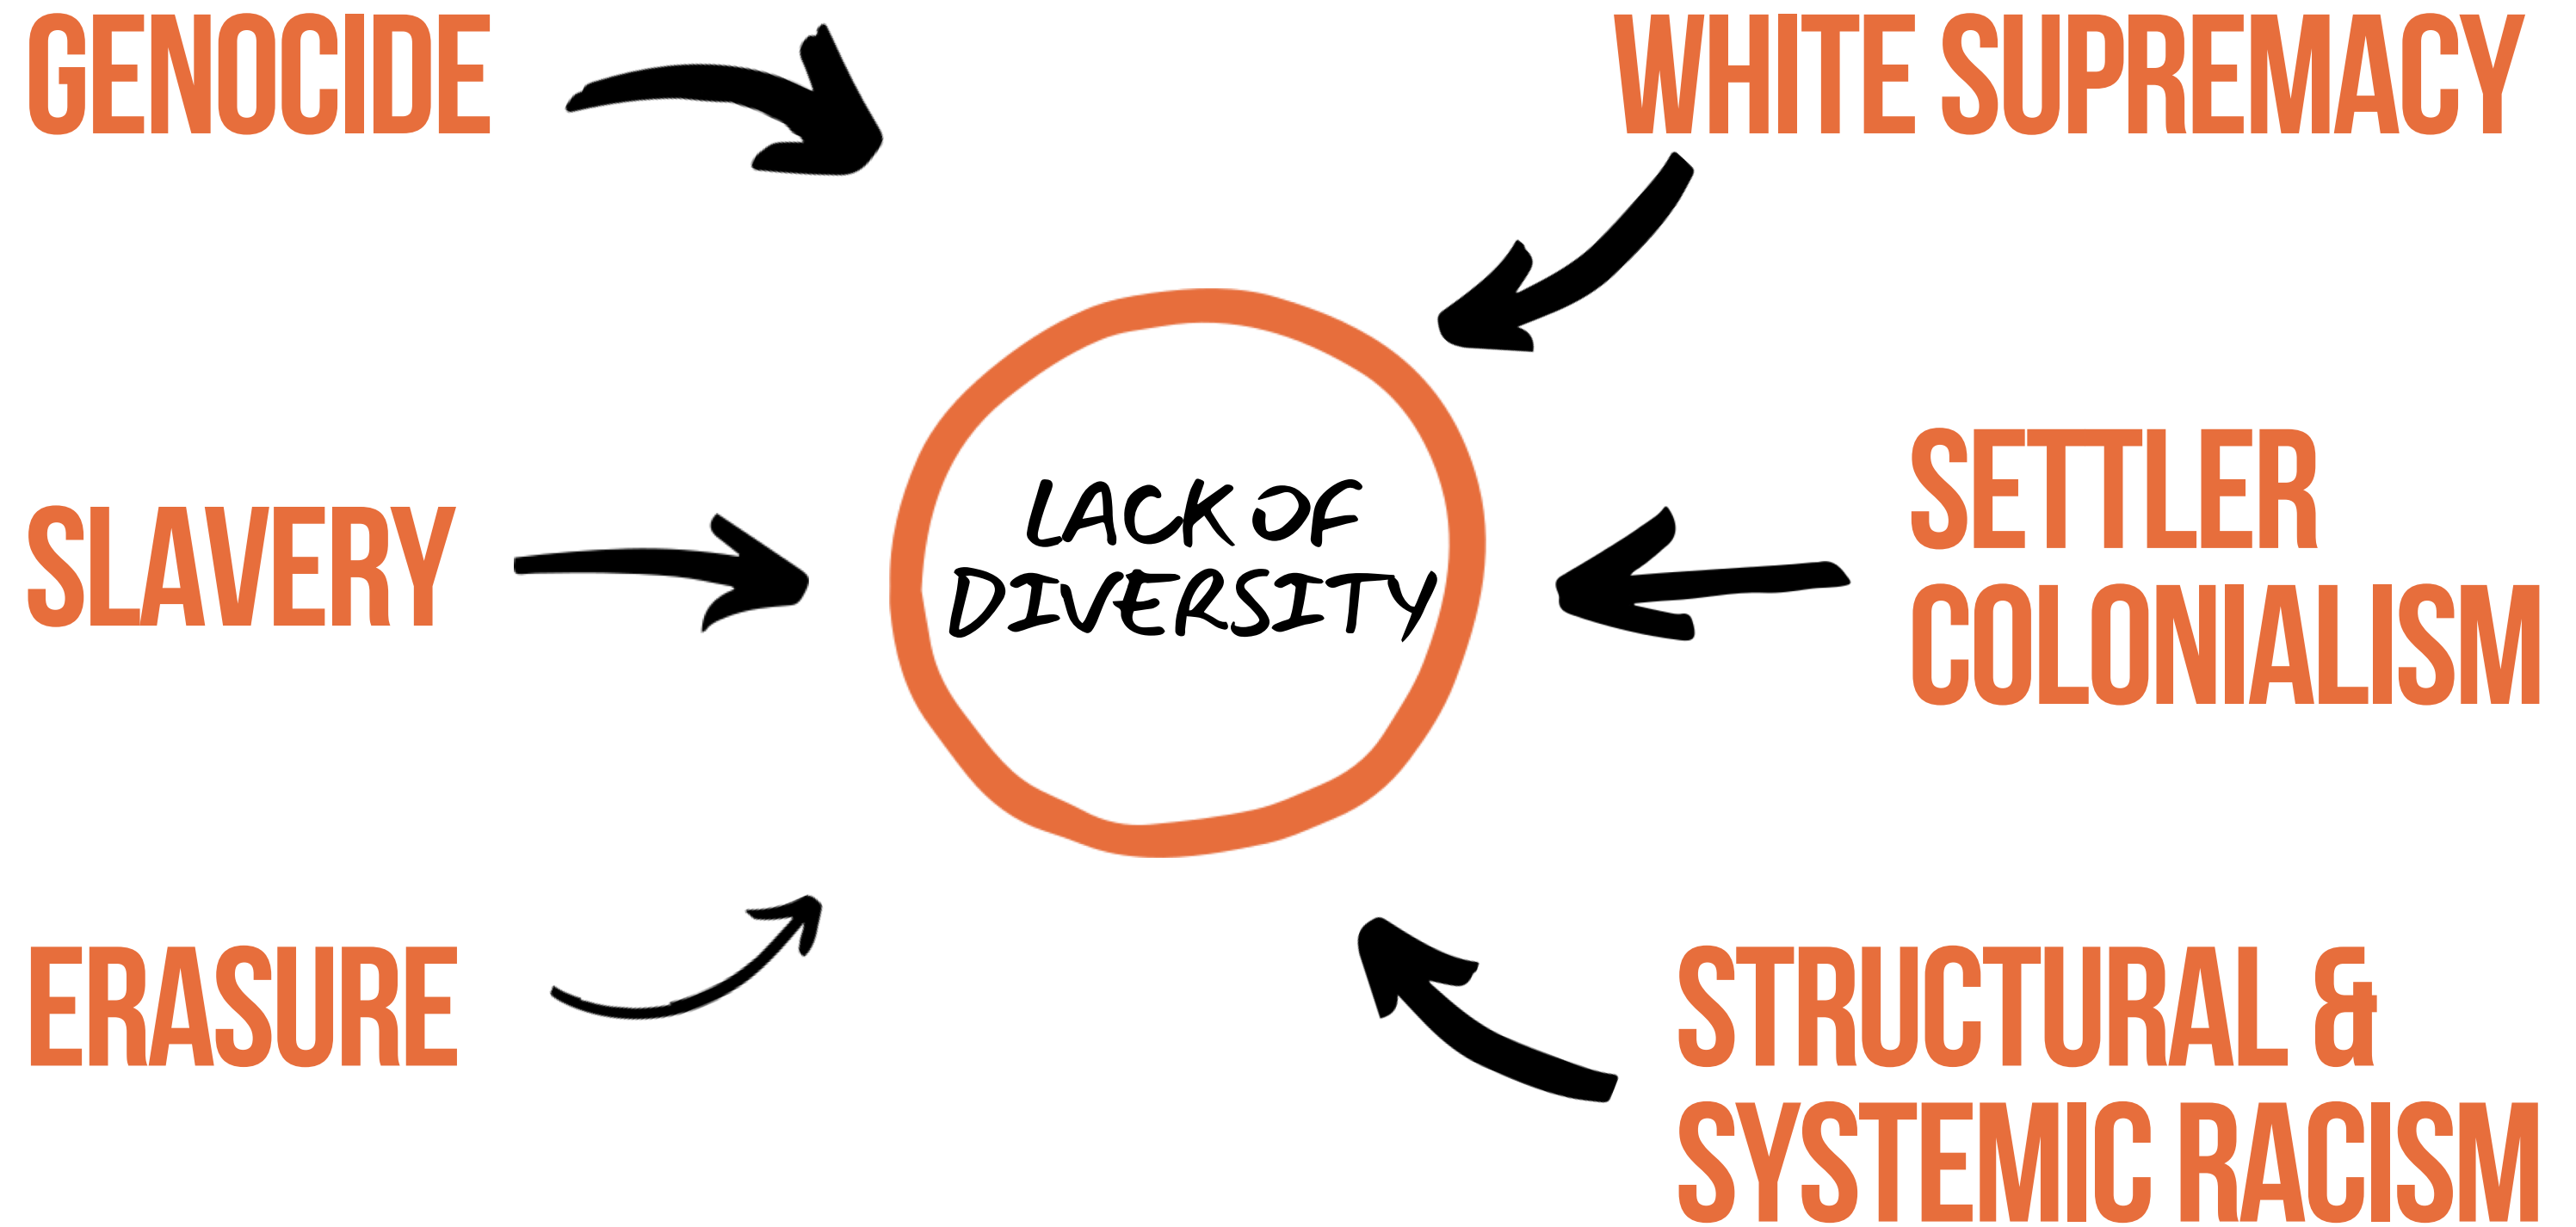 GENOCIDE
WHITE SUPREMACY
LACK OF
DIVERSITY
SLAVERY
SETTLER
COLONIALISM
ERASURE
STRUCTURAL &
SYSTEMIC RACISM